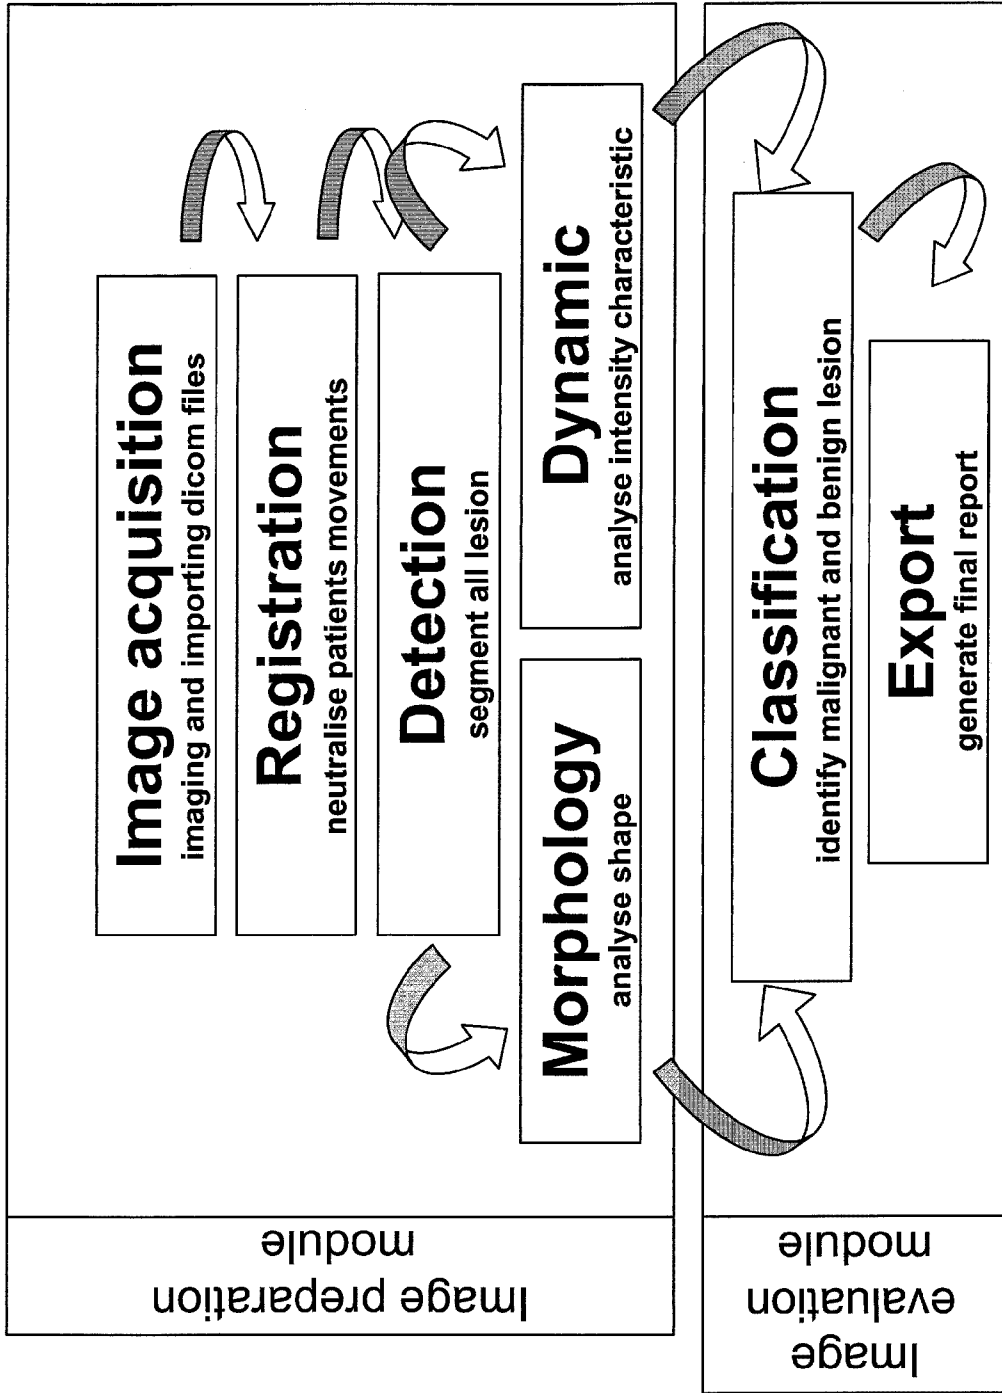 Image preparation
module
Image acquisition
imaging and importing dicom files
Registration
neutralise patients movements
Detection
segment all lesion
Morphology
analyse shape
Dynamic
analyse intensity characteristic
Image
evaluation
module
Classification
identify malignant and benign lesion
Export
generate final report